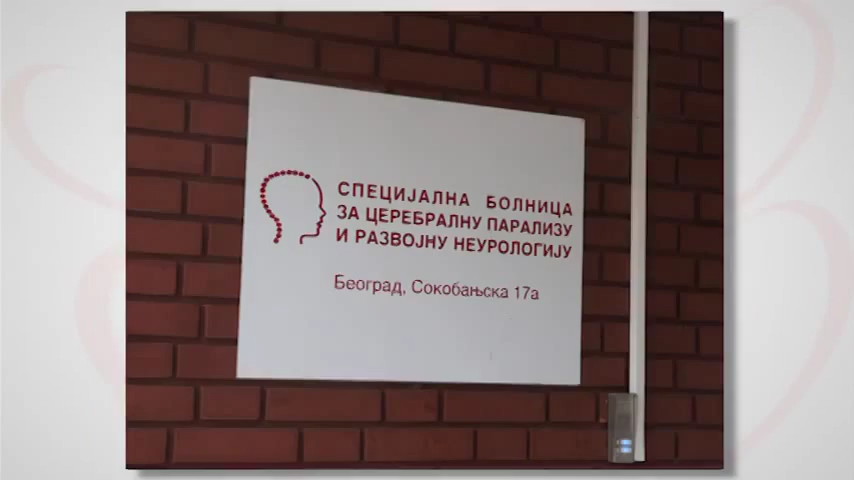 СПЕЦИЈАЛНА БОЛНИЦА
ЗА ЦЕРЕБРАЛНУ ПАРАЛИЗУ
И РАЗВОЈНУ НЕУРОЛОГИЈУ
Београд, Сокобањска 17а